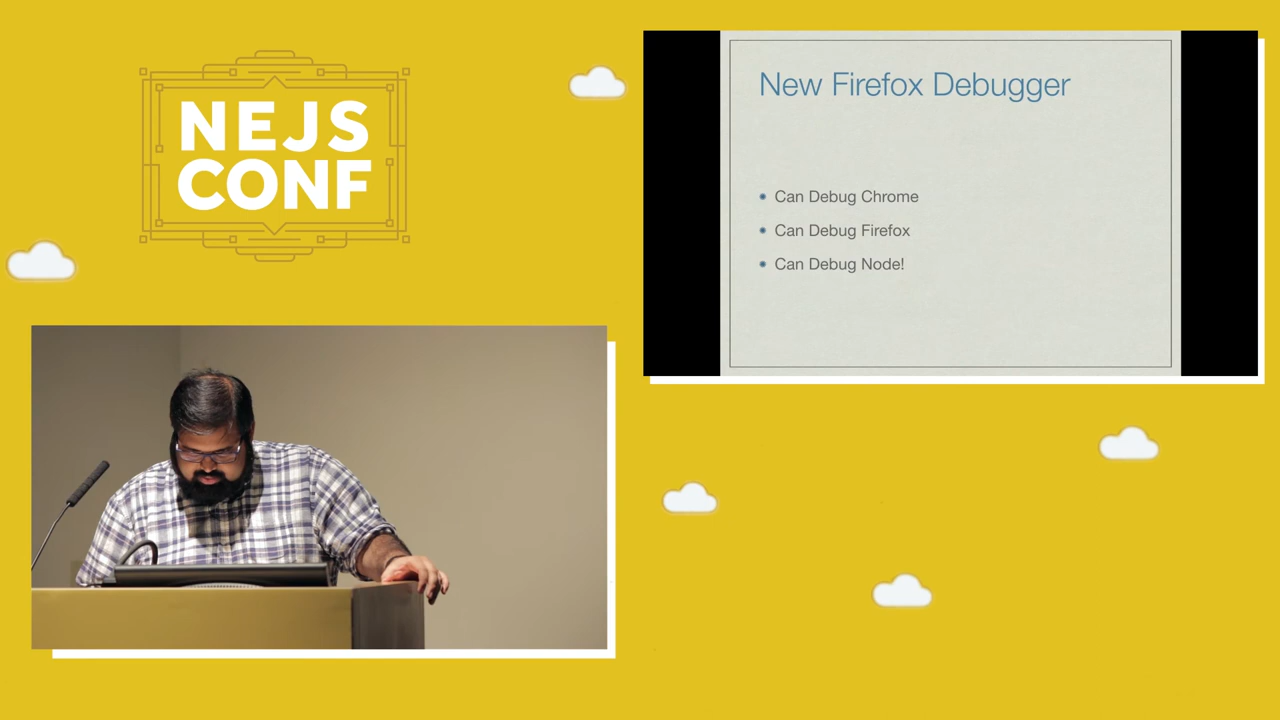 NEJS
CONF
New Firefox Debugger
Can Debug Chrome
Can Debug Firefox
Can Debug Node!